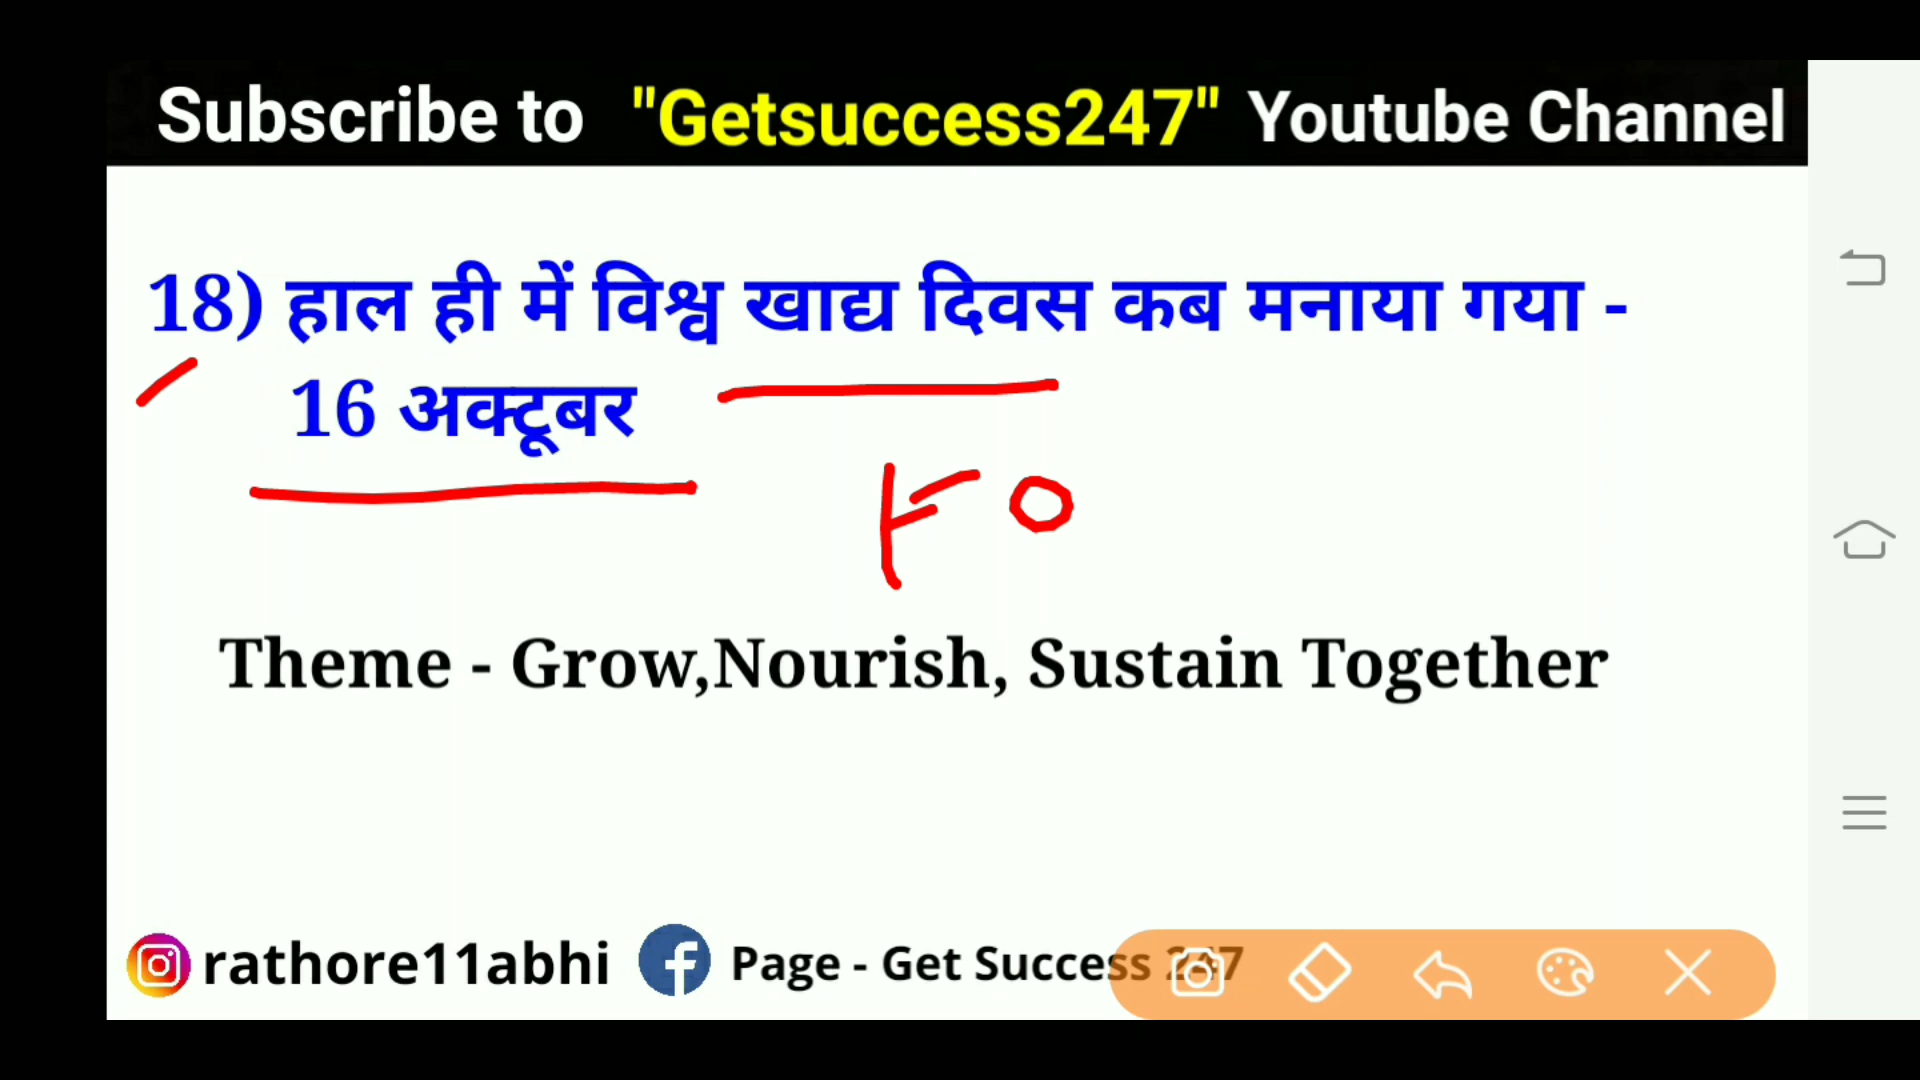 Subscribe to "Getsuccess247" Youtube Channel
18) हाल ही में विश्व खाद्य दिवस कब मनाया गया -
16 अक्टूबर
FO
Theme - Grow,Nourish, Sustain Together
rathore11abhi Page - Get Success 247